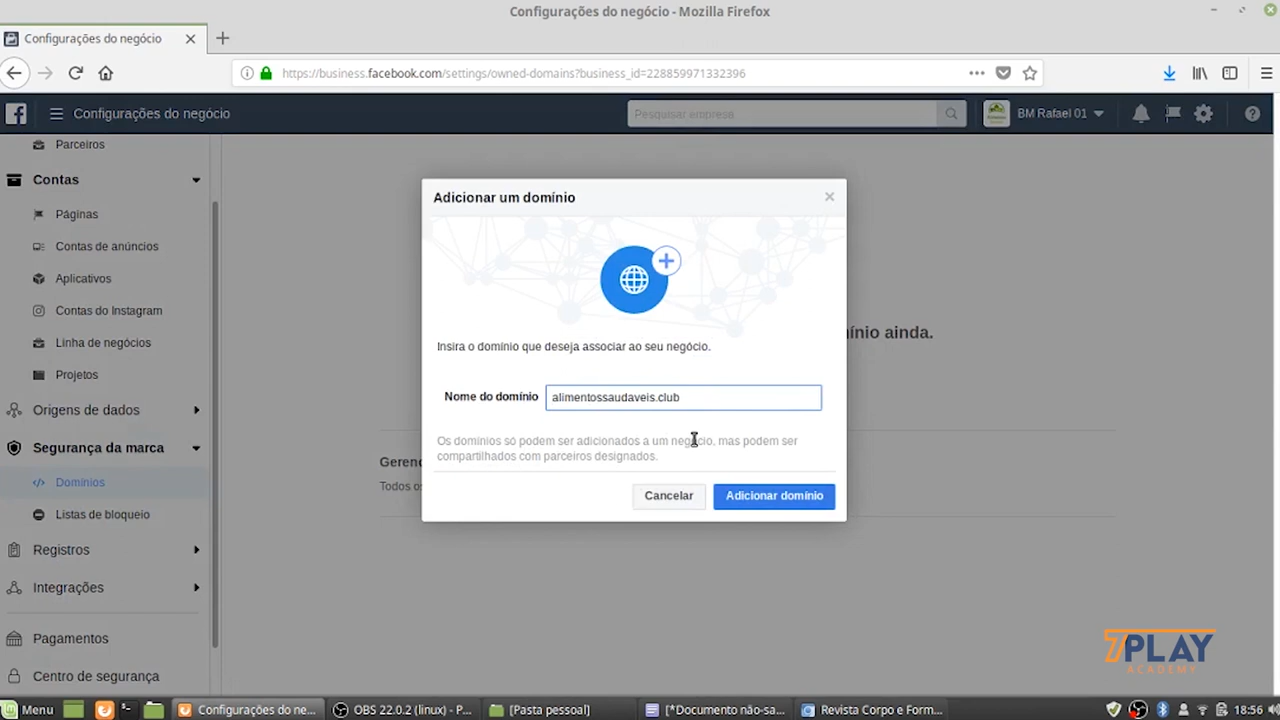 Configurações do negócio - Mozilla Firefox
Configurações do negócio
https://business.facebook.com/settings/owned-domains?business_id=228859971332396
Configurações do negócio
Pesquisar empresa
BM Rafael 01
Parceiros
Contas
Páginas
Contas de anúncios
Aplicativos
Contas do Instagram
Linha de negócios
Projetos
Origens de dados
Segurança da marca
Domínios
Listas de bloqueio
Registros
Integrações
Pagamentos
Centro de segurança
mínio ainda.
Geren
Todos o
Adicionar um domínio
Insira o domínio que deseja associar ao seu negócio.
Nome do domínio
alimentossaudaveis.club
Os domínios só podem ser adicionados a um negócio, mas podem ser
compartilhados com parceiros designados.
Cancelar
Adicionar domínio
7PLAY
ACADEMY
Menu
Configurações do ne...
OBS 22.0.2 (linux) - P...
[Pasta pessoal]
[*Documento não-sa...
Revista Corpo e Form...
18:56